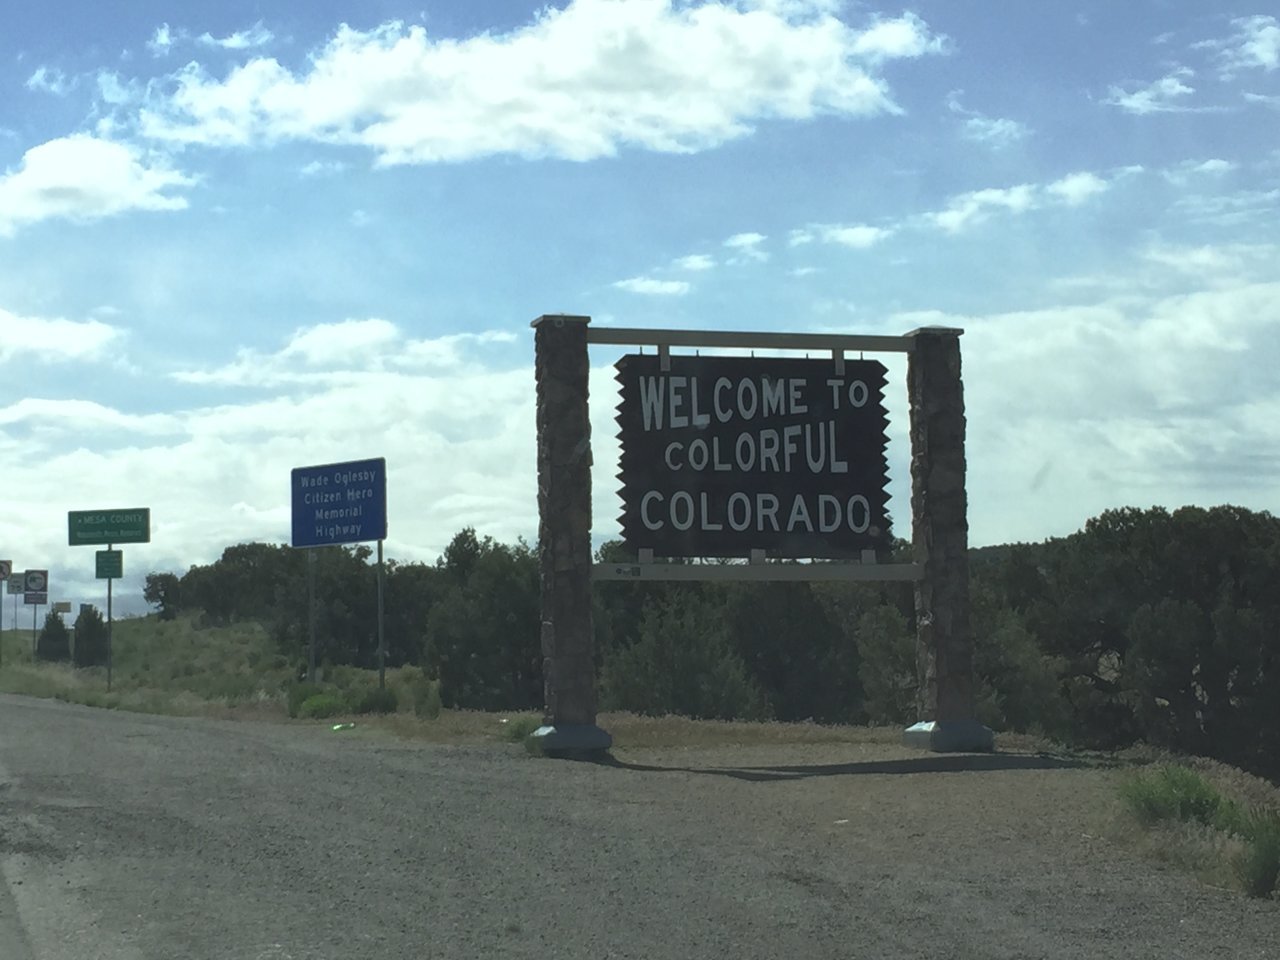 MESA COUNTY
Wade Oglesby
Citizen Hero
Memorial
Highway
WELCOME TO
COLORFUL
COLORADO